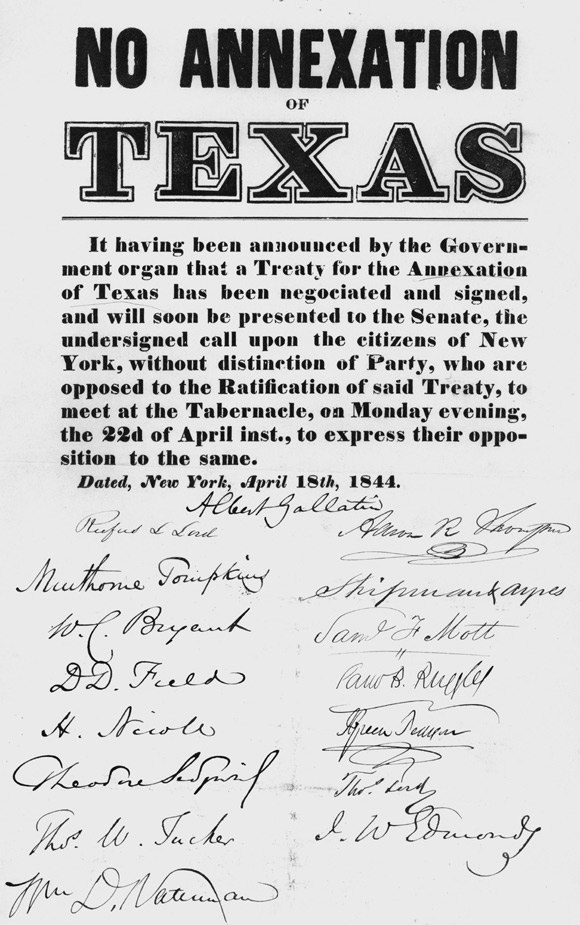 NO ANNEXATION
OF
TEXAS
It having been announced by the Govern-
ment organ that a Treaty for the Annexation
of Texas has been negociated and signed,
and will soon be presented to the Senate, the
undersigned call upon the citizens of New
York, without distinction of Party, who are
opposed to the Ratification of said Treaty, to
meet at the Tabernacle, on Monday evening,
the 22d of April inst., to express their oppo-
sition to the same.
Dated, New York, April 18th, 1844.
Albert Gallatin
Rufus L Lord
Aaron R Thompson
Minthorne Tompkins
Shipman & Ayres
W. C. Bryant
Saml F Mott
D D. Field
B. Ruggles
H. Nicoll
Theodore Sedgwick
Thos. Lord
Thos. W. Tucker
J. W Edmonds
Wm D. Waterman